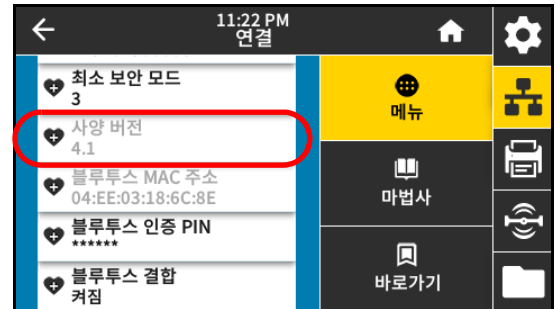 11:22 PM
연결
최소 보안 모드
3
사양 버전
4.1
블루투스 MAC 주소
04:EE:03:18:6C:8E
블루투스 인증 PIN
******
블루투스 결합
켜짐
메뉴
마법사
바로가기